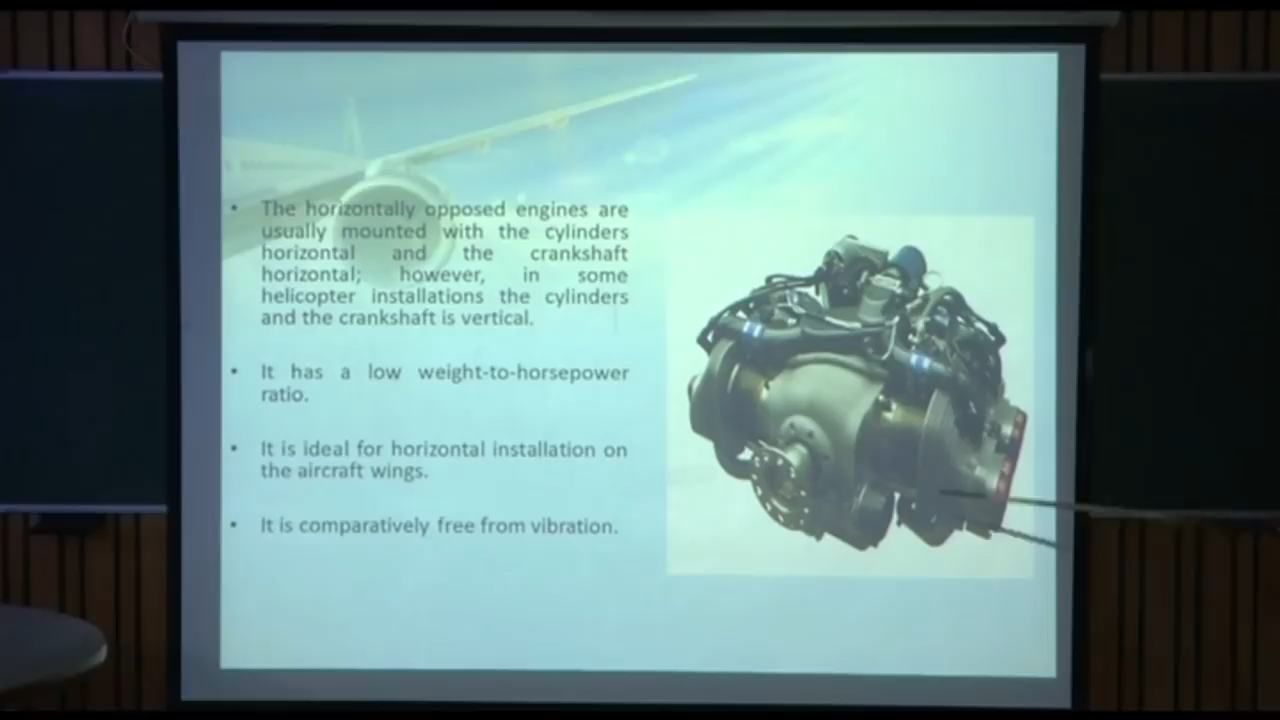 • The horizontally opposed engines are
usually mounted with the cylinders
horizontal and the crankshaft
horizontal; however, in some
helicopter installations the cylinders
and the crankshaft is vertical.
• It has a low weight-to-horsepower
ratio.
• It is ideal for horizontal installation on
the aircraft wings.
• It is comparatively free from vibration.